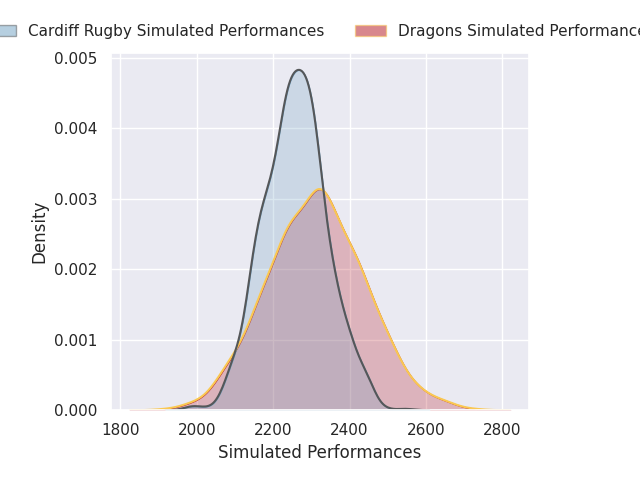 Cardiff Rugby Simulated Performances
Dragons Simulated Performance
0.005
0.004
0.003
0.002
0.001
0.000
Density
1800 2000 2200 2400 2600 2800
Simulated Performances